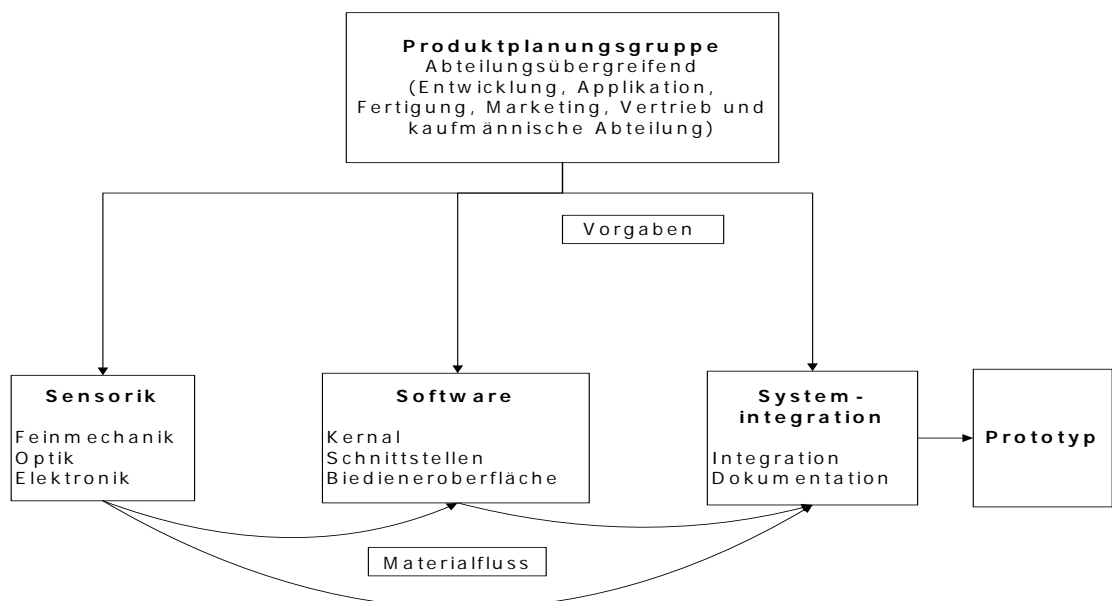 Produktplanungsgruppe
Abteilungsübergreifend
(Entwicklung, Applikation,
Fertigung, Marketing, Vertrieb und
kaufmännische Abteilung)
Vorgaben
Sensorik
Feinmechanik
Optik
Elektronik
Software
Kernal
Schnittstellen
Biedieneroberfläche
System-
integration
Integration
Dokumentation
Prototyp
Materialfluss